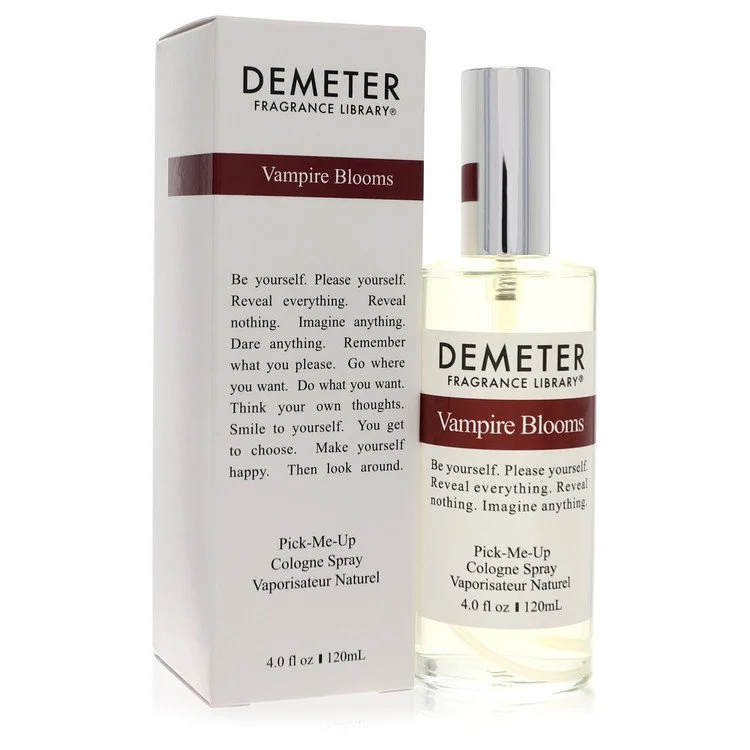 DEMETER
FRAGRANCE LIBRARY®
Vampire Blooms
Be yourself. Please yourself.
Reveal everything. Reveal
nothing. Imagine anything.
Dare anything. Remember
what you please. Go where
you want. Do what you want.
Think your own thoughts.
Smile to yourself. You get
to choose. Make yourself
happy. Then look around.
Pick-Me-Up
Cologne Spray
Vaporisateur Naturel
4.0 fl oz ▮ 120mL
DEMETER
FRAGRANCE LIBRARY®
Vampire Blooms
Be yourself. Please yourself.
Reveal everything. Reveal
nothing. Imagine anything.
Pick-Me-Up
Cologne Spray
Vaporisateur Naturel
4.0 fl oz ▮ 120mL